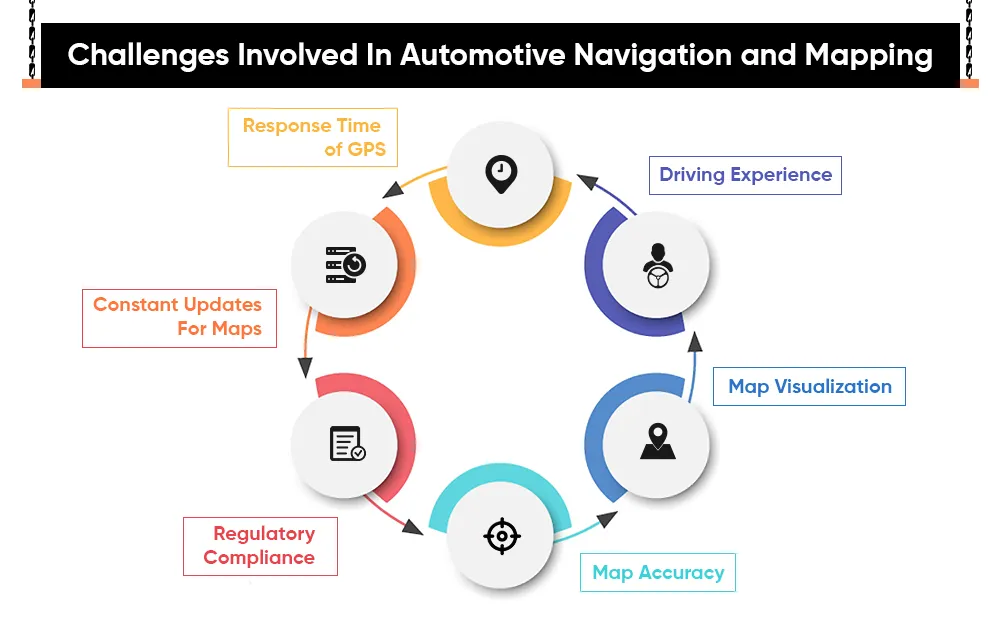 Challenges Involved In Automotive Navigation and Mapping
Response Time
of GPS
Driving Experience
Constant Updates
For Maps
Map Visualization
Regulatory
Compliance
Map Accuracy